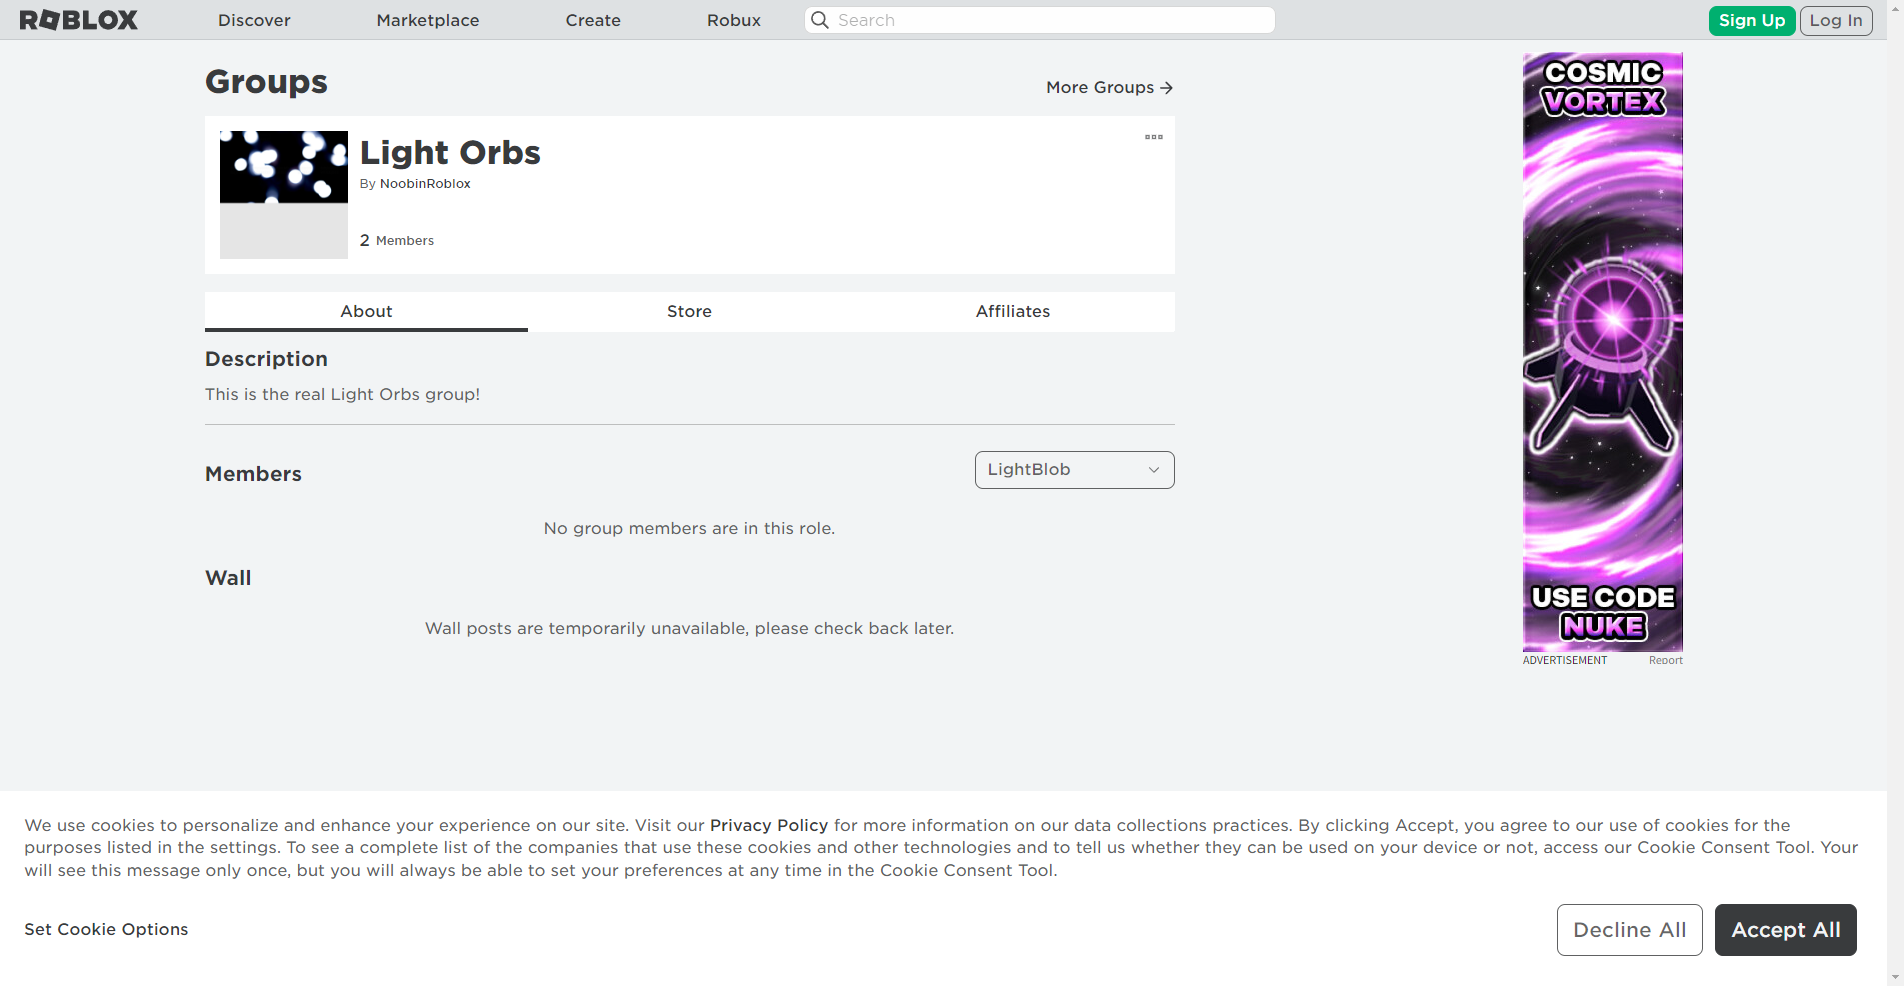 ROBLOX
Discover
Marketplace
Create
Robux
Search
Sign Up
Log In
Groups
More Groups
Light Orbs
By NoobinRoblox
2 Members
About
Store
Affiliates
Description
This is the real Light Orbs group!
Members
LightBlob
No group members are in this role.
Wall
Wall posts are temporarily unavailable, please check back later.
COSMIC
VORTEX
USE CODE
NUKE
ADVERTISEMENT
Report
We use cookies to personalize and enhance your experience on our site. Visit our Privacy Policy for more information on our data collections practices. By clicking Accept, you agree to our use of cookies for the
purposes listed in the settings. To see a complete list of the companies that use these cookies and other technologies and to tell us whether they can be used on your device or not, access our Cookie Consent Tool. Your
will see this message only once, but you will always be able to set your preferences at any time in the Cookie Consent Tool.
Set Cookie Options
Decline All
Accept All